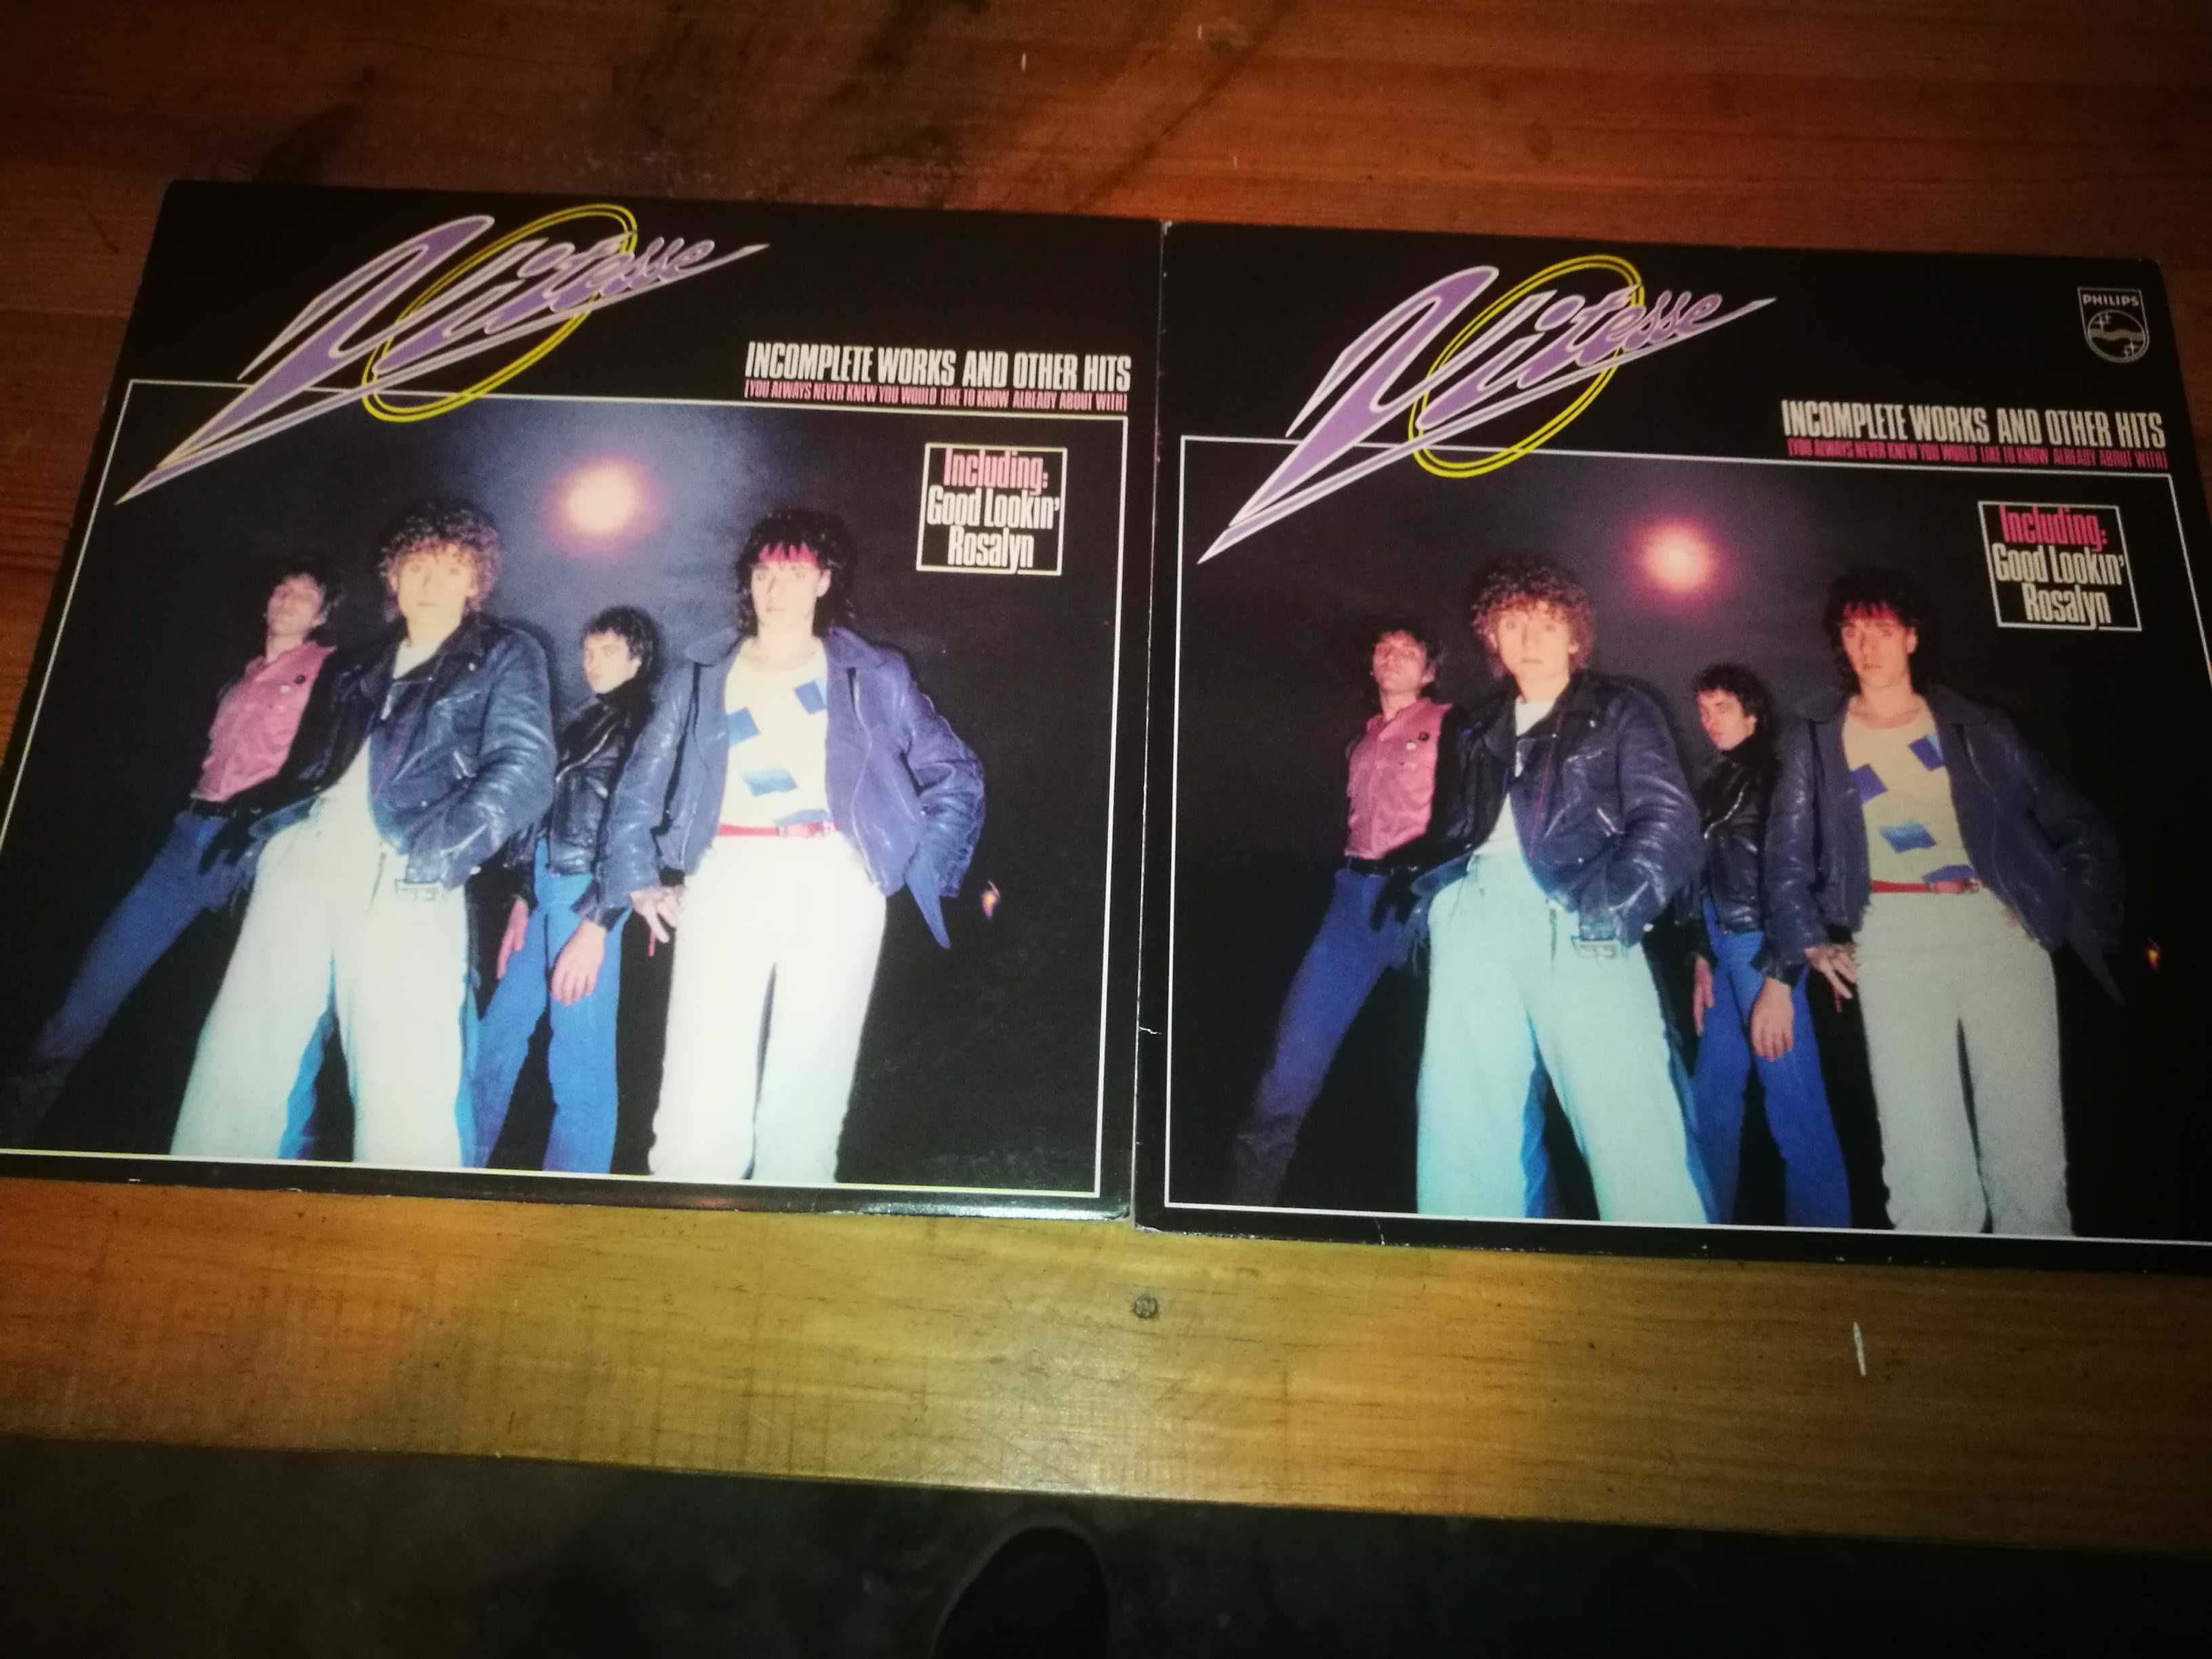 Vitesse
INCOMPLETE WORKS AND OTHER HITS
(YOU ALWAYS NEVER KNEW YOU WOULD LIKE TO KNOW ALREADY ABOUT WITH)
Including:
Good Lookin'
Rosalyn
Vitesse
PHILIPS
INCOMPLETE WORKS AND OTHER HITS
(YOU ALWAYS NEVER KNEW YOU WOULD LIKE TO KNOW ALREADY ABOUT WITH)
Including:
Good Lookin'
Rosalyn